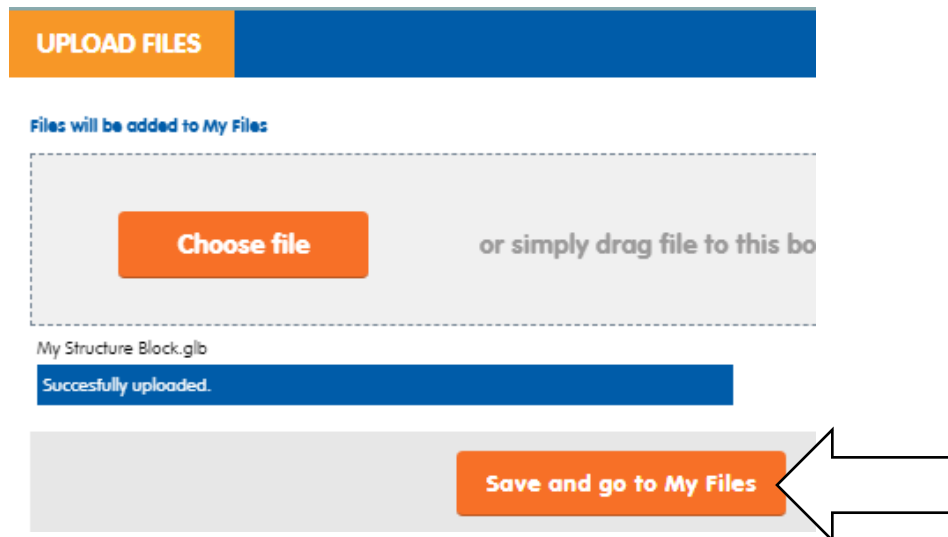 UPLOAD FILES
Files will be added to My Files
Choose file
or simply drag file to this bo
My Structure Block.glb
Succesfully uploaded.
Save and go to My Files